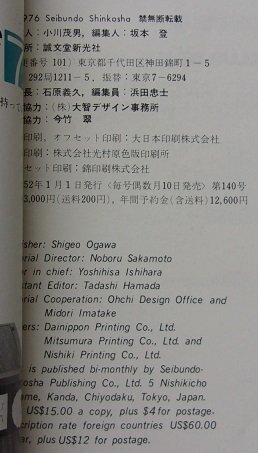 持って
976 Seibundo Shinkosha 禁無断転載
人：小川茂男，編集人：坂本 登
所：誠文堂新光社
便番号 101）東京都千代田区神田錦町1－5
292局1211－5，振替：東京7－6294
長：石原義久，編集員：浜田忠士
協力：（株）大智デザイン事務所
協力：今竹 翠
印刷，オフセット印刷：大日本印刷株式会社
印刷：株式会社光村原色版印刷所
セット印刷：錦印刷株式会社
52年1月1日発行〈毎号偶数月10日発売〉第140号
3,000円(送料200円)，年間予約金(含送料)12,600円
sher: Shigeo Ogawa
rial Director: Noboru Sakamoto
or in chief: Yoshihisa Ishihara
stant Editor: Tadashi Hamada
rial Cooperation: Ohchi Design Office and
Midori Imatake
ers: Dainippon Printing Co., Ltd.
Mitsumura Printing Co., Ltd. and
Nishiki Printing Co., Ltd.
is published bi-monthly by Seibundo-
kosha Publishing Co., Ltd. 5 Nishikicho
ome, Kanda, Chiyodaku, Tokyo, Japan.
US$15.00 a copy, plus $4 for postage.
cription rate foreign countries US$60.00
ar, plus US$12 for postage.